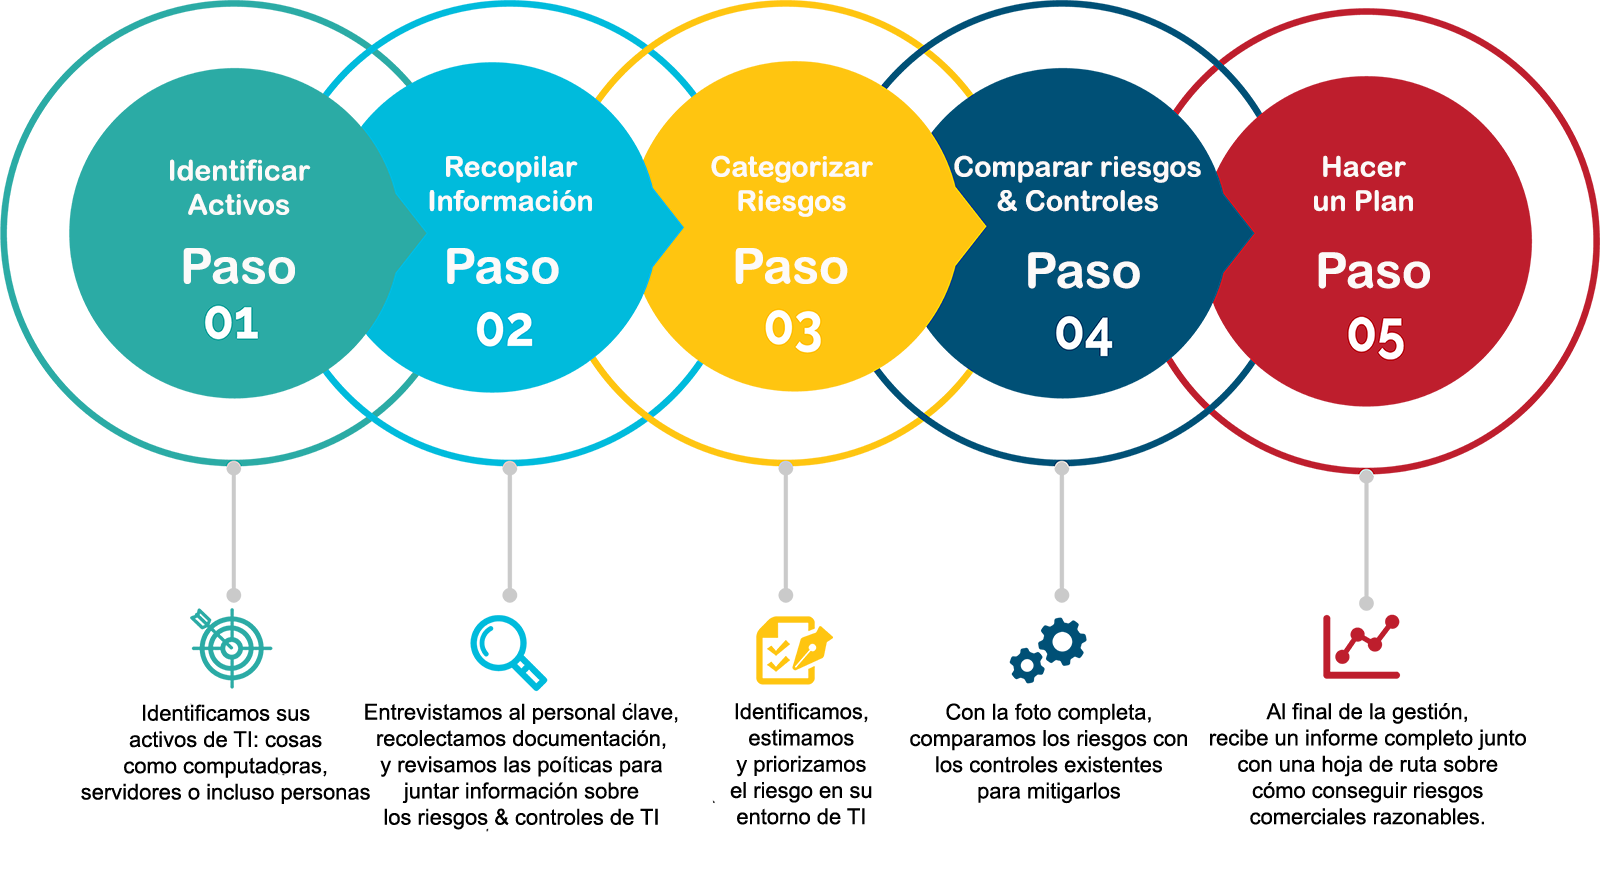 Identificar
Activos
Paso
01
Recopilar
Información
Paso
02
Categorizar
Riesgos
Paso
03
Comparar riesgos
& Controles
Paso
04
Hacer
un Plan
Paso
05
Identificamos sus
activos de TI: cosas
como computadoras,
servidores o incluso personas
Entrevistamos al personal clave,
recolectamos documentación,
y revisamos las poíticas para
juntar información sobre
los riesgos & controles de TI
Identificamos,
estimamos
y priorizamos
el riesgo en su
entorno de TI
Con la foto completa,
comparamos los riesgos con
los controles existentes
para mitigarlos
Al final de la gestión,
recibe un informe completo junto
con una hoja de ruta sobre
cómo conseguir riesgos
comerciales razonables.